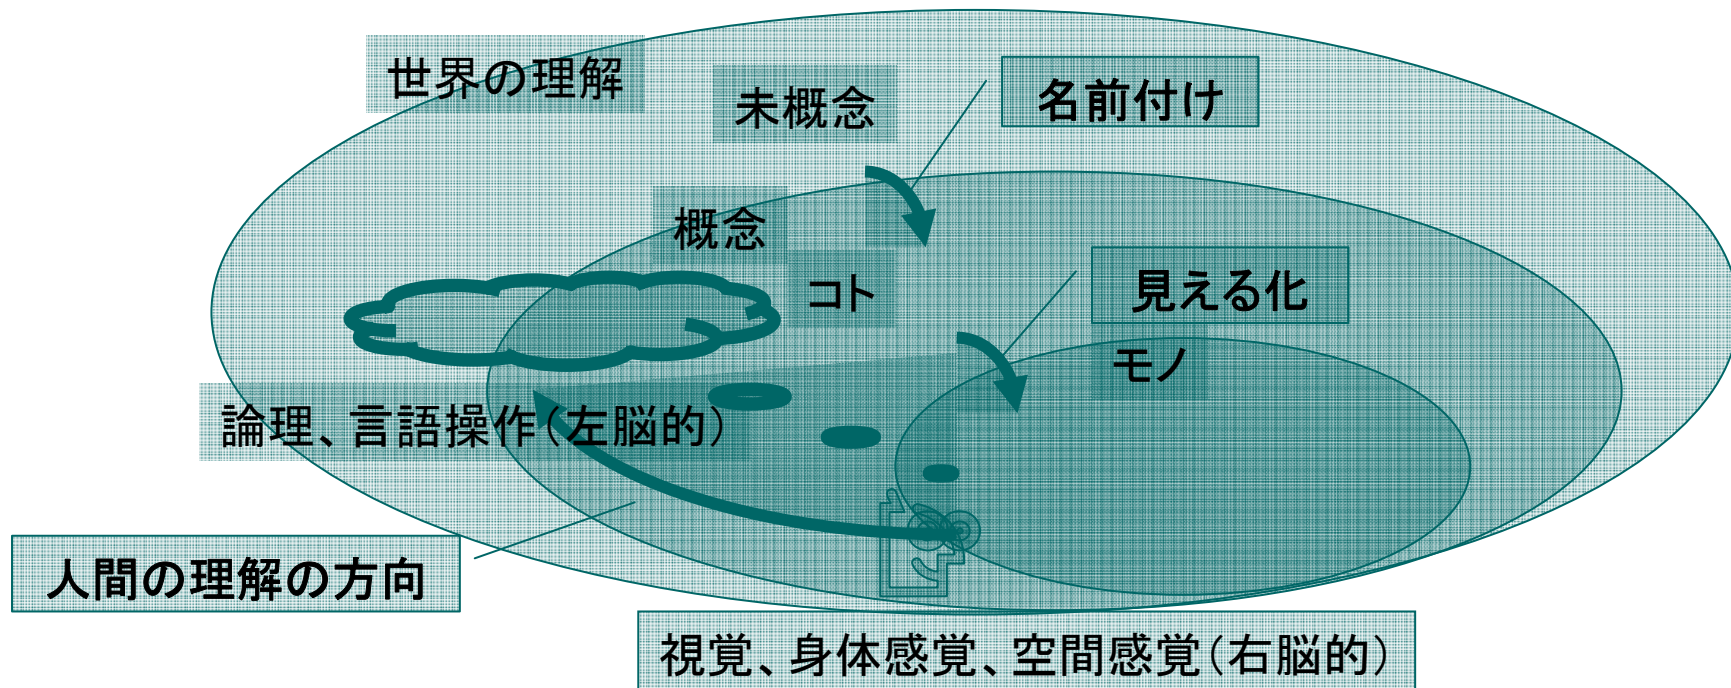 世界の理解
未概念
名前付け
概念
コト
見える化
モノ
論理、言語操作（左脳的）
人間の理解の方向
視覚、身体感覚、空間感覚（右脳的）